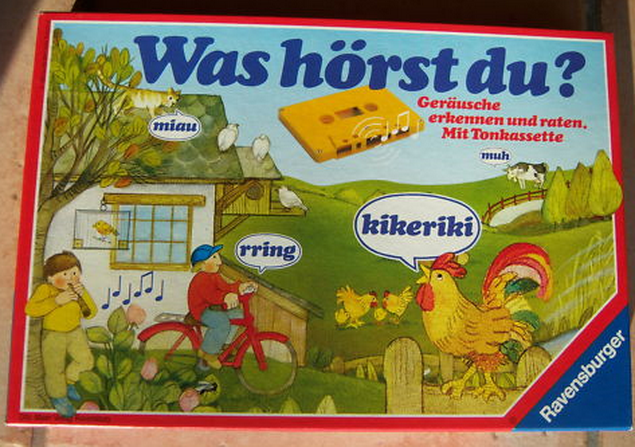 Was hörst du?
Geräusche
erkennen und raten.
Mit Tonkassette
miau
muh
kikeriki
rring
Ravensburger